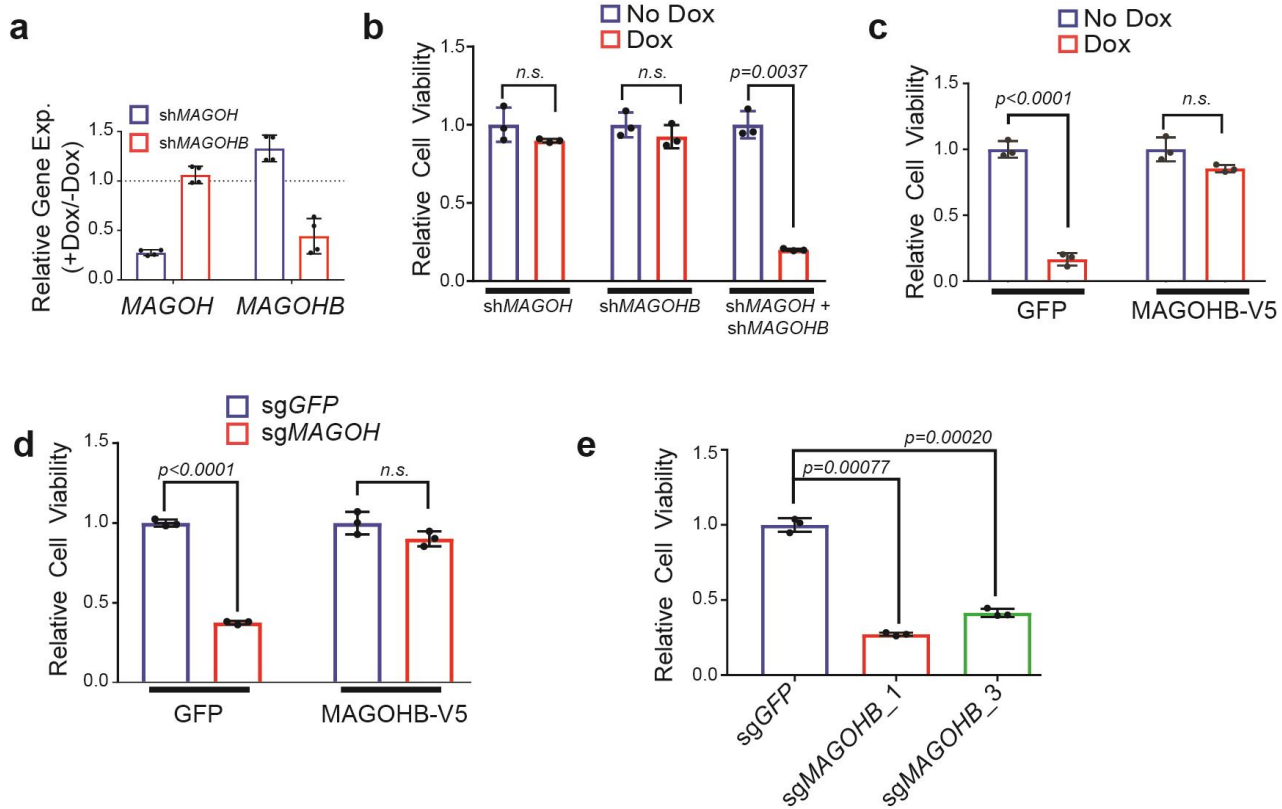 a
shMAGOH
shMAGOHB
Relative Gene Exp.
(+Dox/-Dox)
1.5
1.0
0.5
0.0
MAGOH MAGOHB
b
No Dox
Dox
Relative Cell Viability
1.5
1.0
0.5
0.0
n.s. n.s. p=0.0037
shMAGOH shMAGOHB shMAGOH +
shMAGOHB
c
No Dox
Dox
Relative Cell Viability
1.5
1.0
0.5
0.0
p<0.0001 n.s.
GFP MAGOHB-V5
d
sgGFP
sgMAGOH
Relative Cell Viability
1.5
1.0
0.5
0.0
p<0.0001 n.s.
GFP MAGOHB-V5
e
Relative Cell Viability
1.5
1.0
0.5
0.0
p=0.00020
p=0.00077
sgGFP
sgMAGOHB_1
sgMAGOHB_3